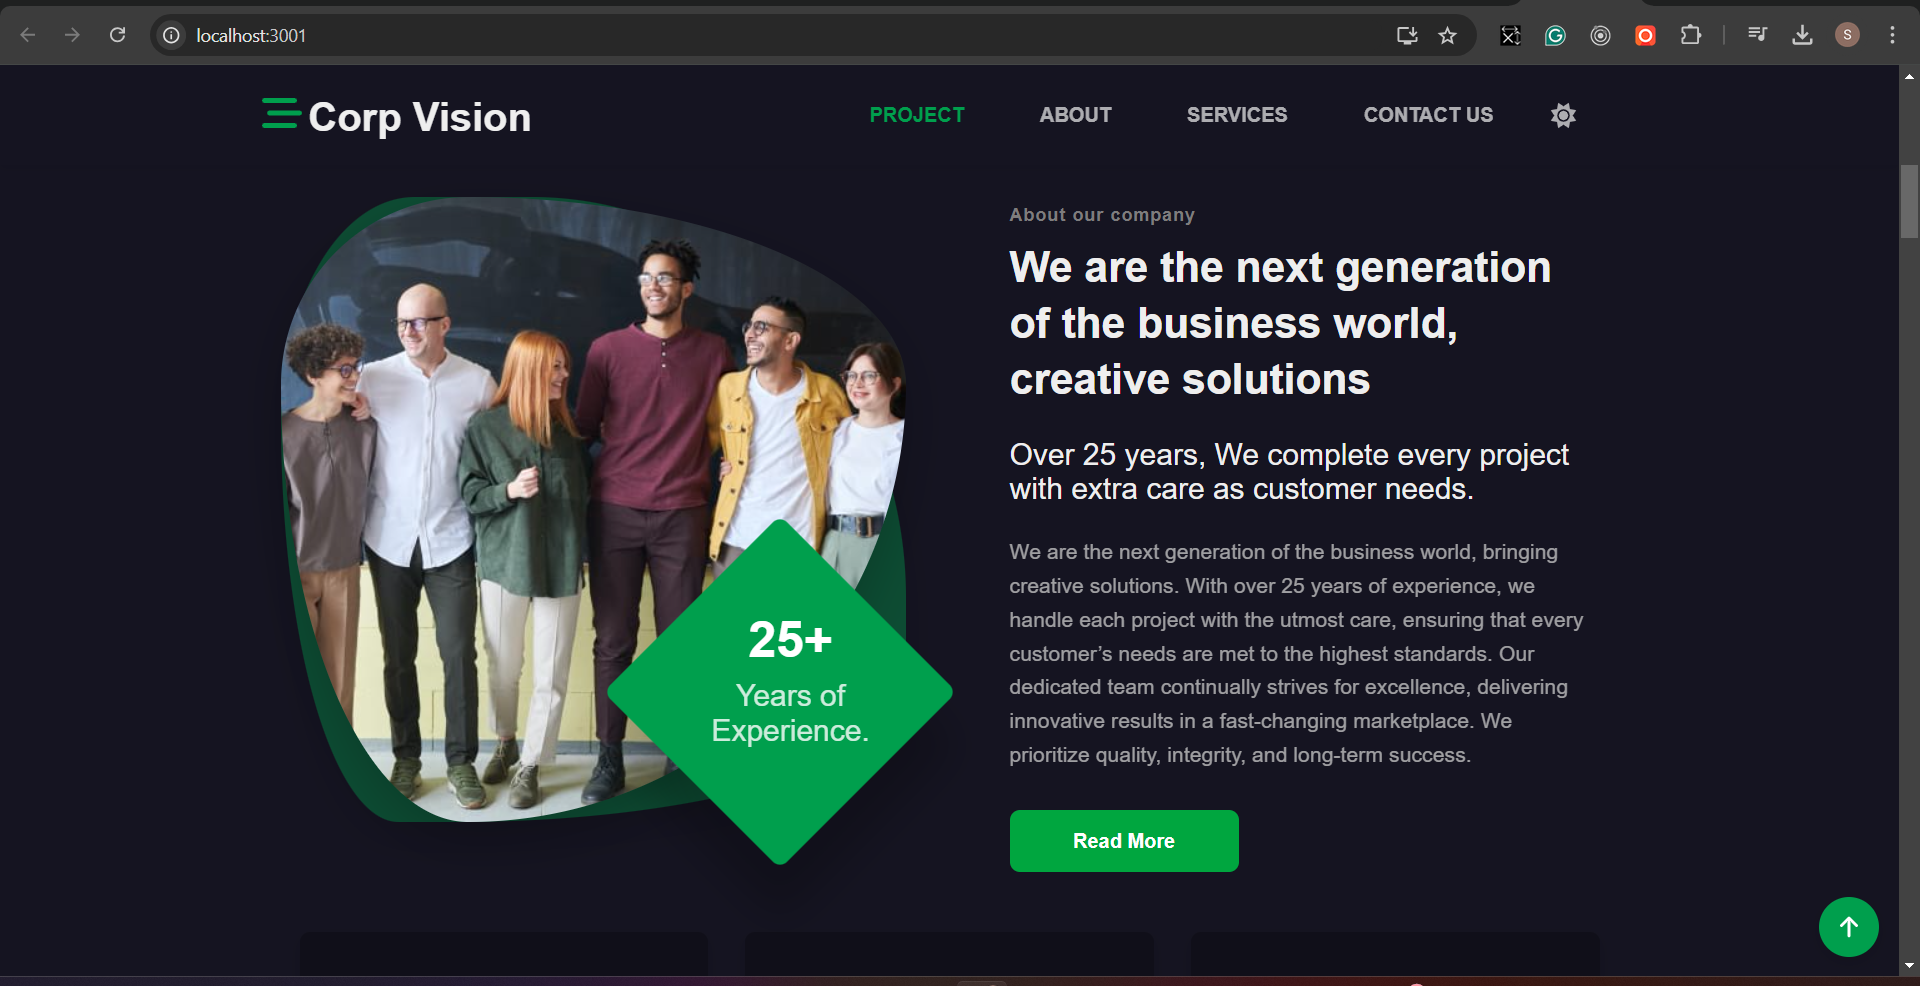 localhost:3001
S
Corp Vision
PROJECT
ABOUT
SERVICES
CONTACT US
About our company
We are the next generation
of the business world,
creative solutions
Over 25 years, We complete every project
with extra care as customer needs.
We are the next generation of the business world, bringing
creative solutions. With over 25 years of experience, we
handle each project with the utmost care, ensuring that every
customer’s needs are met to the highest standards. Our
dedicated team continually strives for excellence, delivering
innovative results in a fast-changing marketplace. We
prioritize quality, integrity, and long-term success.
25+
Years of
Experience.
Read More